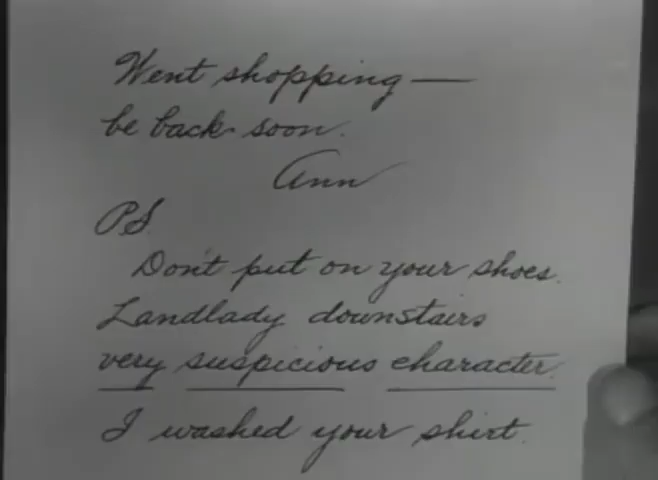 Went shopping—
be back soon.
Ann
P.S.
Don't put on your shoes.
Landlady downstairs
very suspicious character.
I washed your shirt.